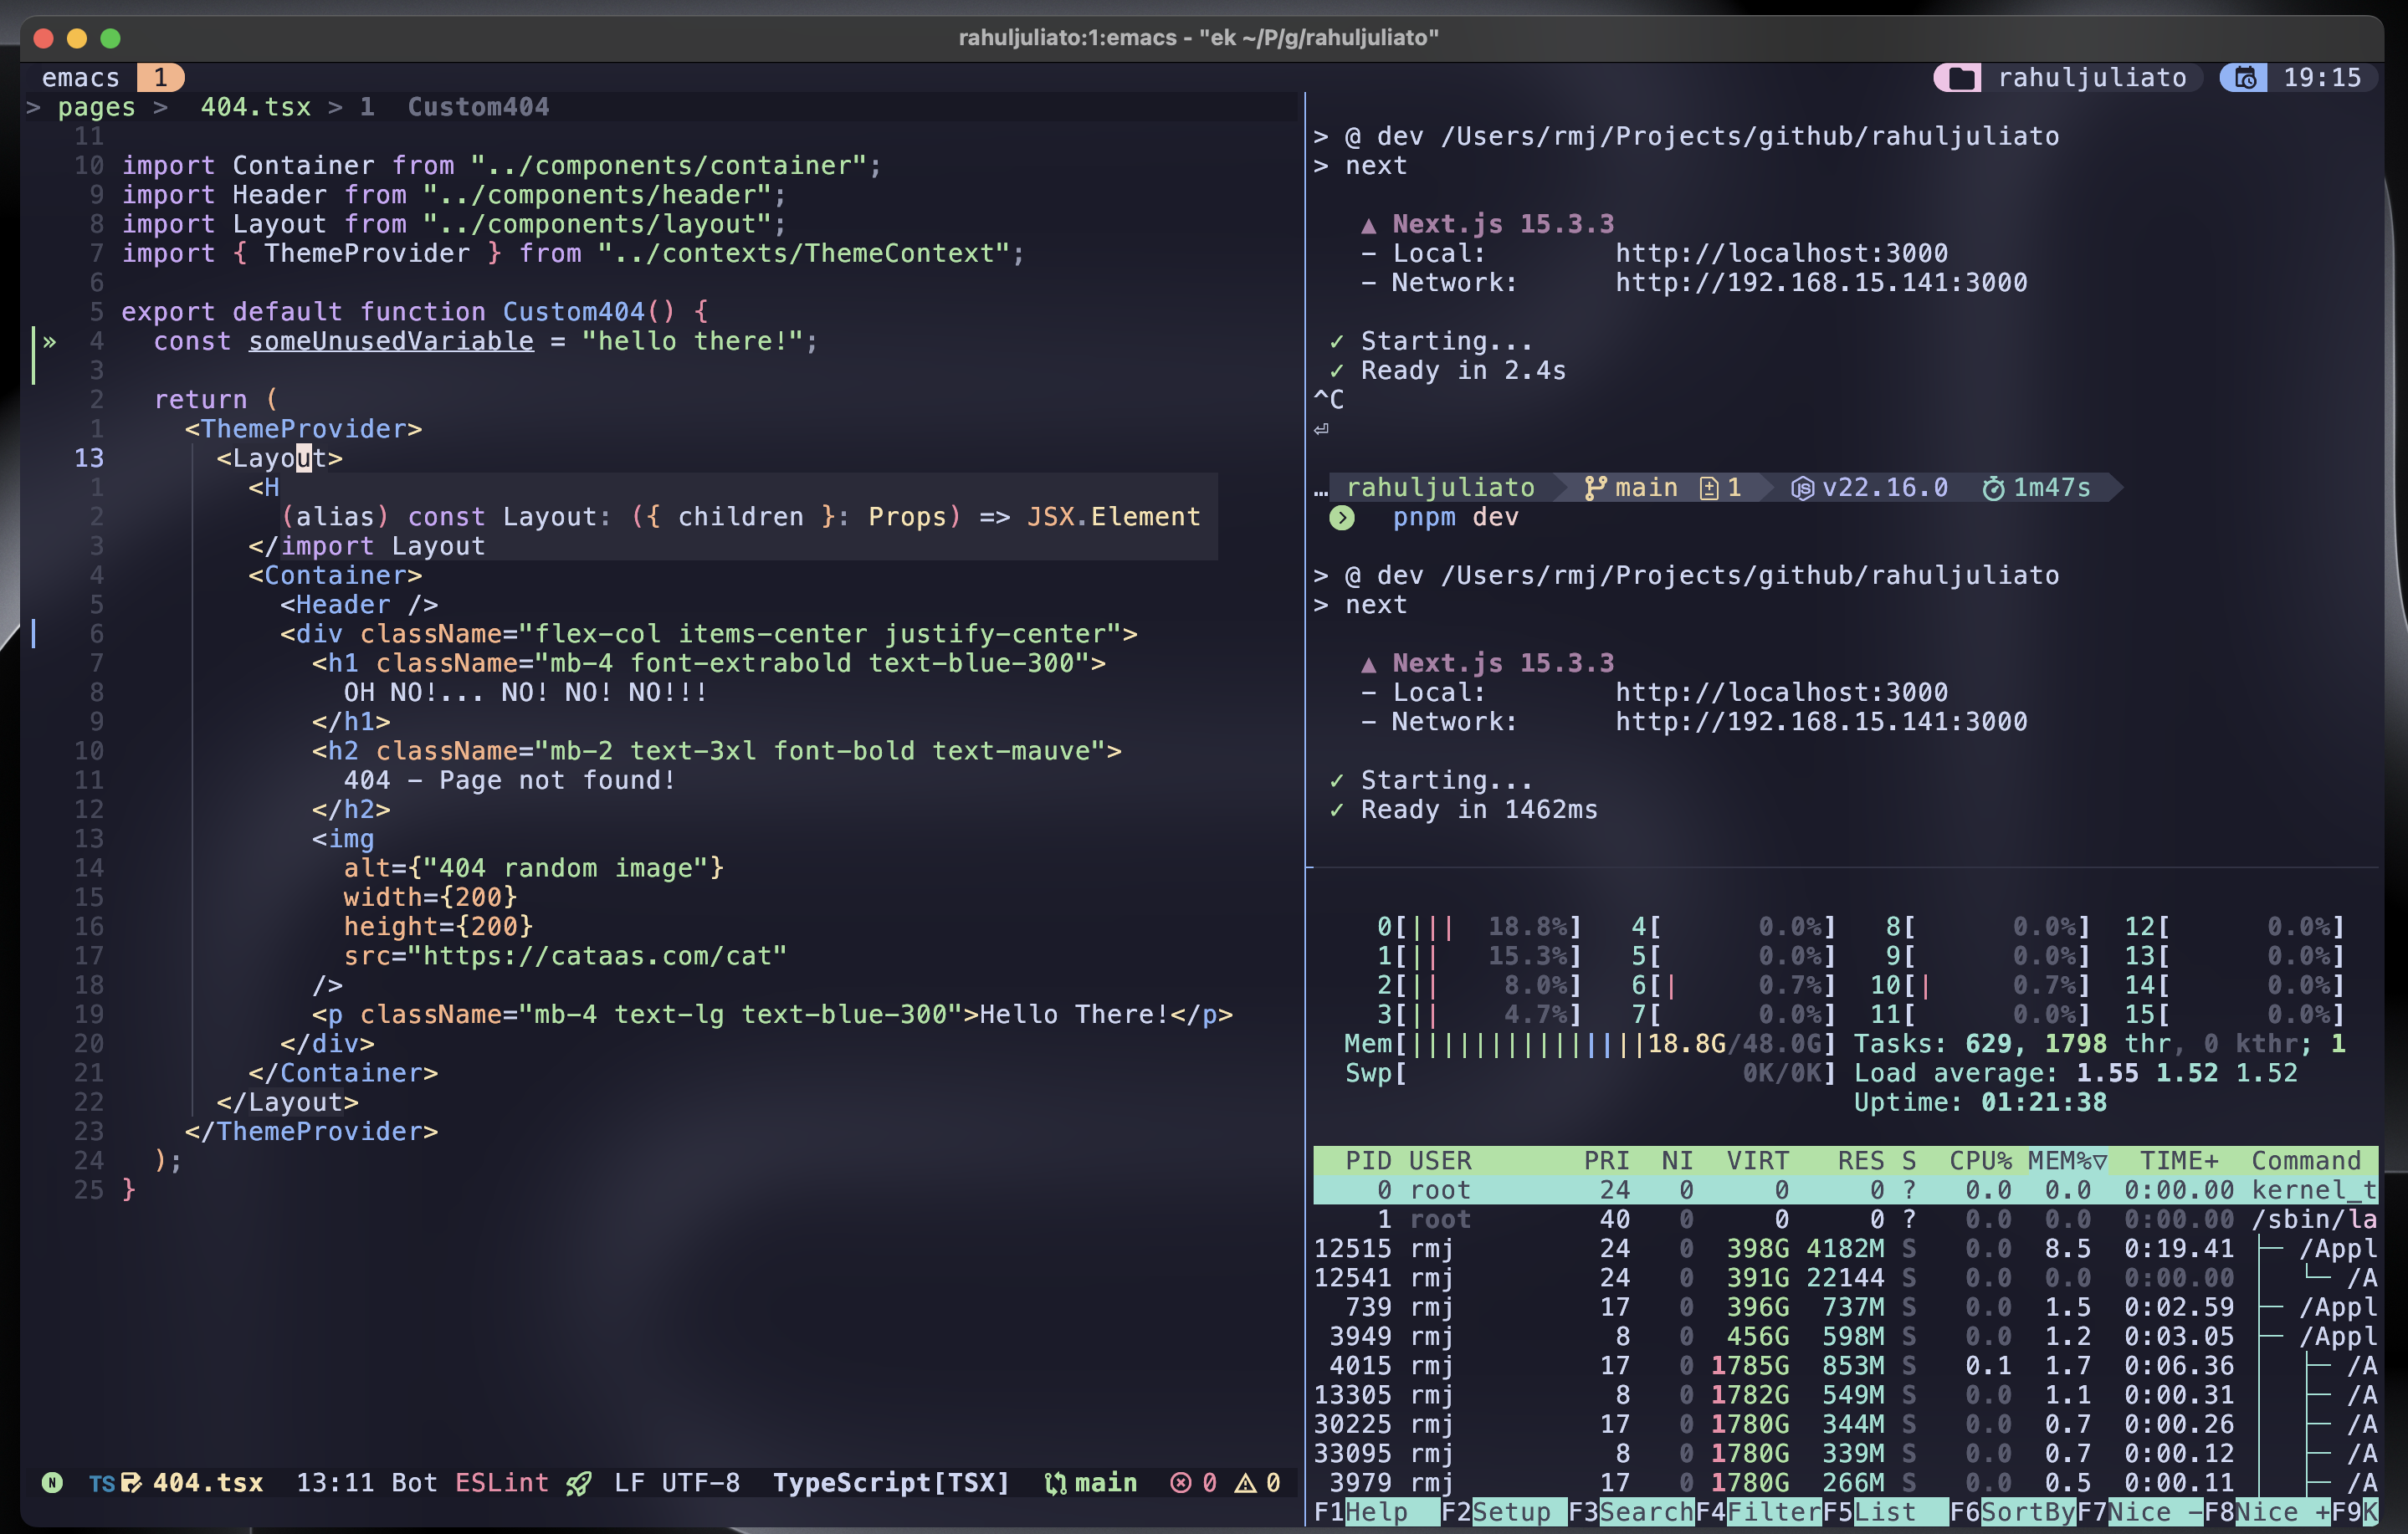 rahuljuliato:1:emacs - "ek ~/P/g/rahuljuliato"
emacs 1
rahuljuliato 19:15
> pages > 404.tsx > 1 Custom404
11
10 import Container from "../components/container";
9 import Header from "../components/header";
8 import Layout from "../components/layout";
7 import { ThemeProvider } from "../contexts/ThemeContext";
6
5 export default function Custom404() {
» 4 const someUnusedVariable = "hello there!";
3
2 return (
1 <ThemeProvider>
13 <Layout>
1 <H
2 (alias) const Layout: ({ children }: Props) => JSX.Element
3 </import Layout
4 <Container>
5 <Header />
6 <div className="flex-col items-center justify-center">
7 <h1 className="mb-4 font-extrabold text-blue-300">
8 OH NO!... NO! NO! NO!!!
9 </h1>
10 <h2 className="mb-2 text-3xl font-bold text-mauve">
11 404 - Page not found!
12 </h2>
13 <img
14 alt={"404 random image"}
15 width={200}
16 height={200}
17 src="https://cataas.com/cat"
18 />
19 <p className="mb-4 text-lg text-blue-300">Hello There!</p>
20 </div>
21 </Container>
22 </Layout>
23 </ThemeProvider>
24 );
25 }
N TS 404.tsx 13:11 Bot ESLint LF UTF-8 TypeScript[TSX] main 0 0
> @ dev /Users/rmj/Projects/github/rahuljuliato
> next
▲ Next.js 15.3.3
- Local: http://localhost:3000
- Network: http://192.168.15.141:3000
✓ Starting...
✓ Ready in 2.4s
^C
⏎
… rahuljuliato main 1 v22.16.0 1m47s
> pnpm dev
> @ dev /Users/rmj/Projects/github/rahuljuliato
> next
▲ Next.js 15.3.3
- Local: http://localhost:3000
- Network: http://192.168.15.141:3000
✓ Starting...
✓ Ready in 1462ms
0[||| 18.8%] 4[ 0.0%] 8[ 0.0%] 12[ 0.0%]
1[|| 15.3%] 5[ 0.0%] 9[ 0.0%] 13[ 0.0%]
2[|| 8.0%] 6[| 0.7%] 10[| 0.7%] 14[ 0.0%]
3[|| 4.7%] 7[ 0.0%] 11[ 0.0%] 15[ 0.0%]
Mem[|||||||||||||||18.8G/48.0G] Tasks: 629, 1798 thr, 0 kthr; 1
Swp[ 0K/0K] Load average: 1.55 1.52 1.52
Uptime: 01:21:38
PID USER PRI NI VIRT RES S CPU% MEM%▽ TIME+ Command
0 root 24 0 0 0 ? 0.0 0.0 0:00.00 kernel_t
1 root 40 0 0 0 ? 0.0 0.0 0:00.00 /sbin/la
12515 rmj 24 0 398G 4182M S 0.0 8.5 0:19.41 ├─ /Appl
12541 rmj 24 0 391G 22144 S 0.0 0.0 0:00.00 │ └─ /A
739 rmj 17 0 396G 737M S 0.0 1.5 0:02.59 ├─ /Appl
3949 rmj 8 0 456G 598M S 0.0 1.2 0:03.05 ├─ /Appl
4015 rmj 17 0 1785G 853M S 0.1 1.7 0:06.36 │ ├─ /A
13305 rmj 8 0 1782G 549M S 0.0 1.1 0:00.31 │ ├─ /A
30225 rmj 17 0 1780G 344M S 0.0 0.7 0:00.26 │ ├─ /A
33095 rmj 8 0 1780G 339M S 0.0 0.7 0:00.12 │ ├─ /A
3979 rmj 17 0 1780G 266M S 0.0 0.5 0:00.11 │ ├─ /A
F1Help F2Setup F3SearchF4FilterF5List F6SortByF7Nice -F8Nice +F9K